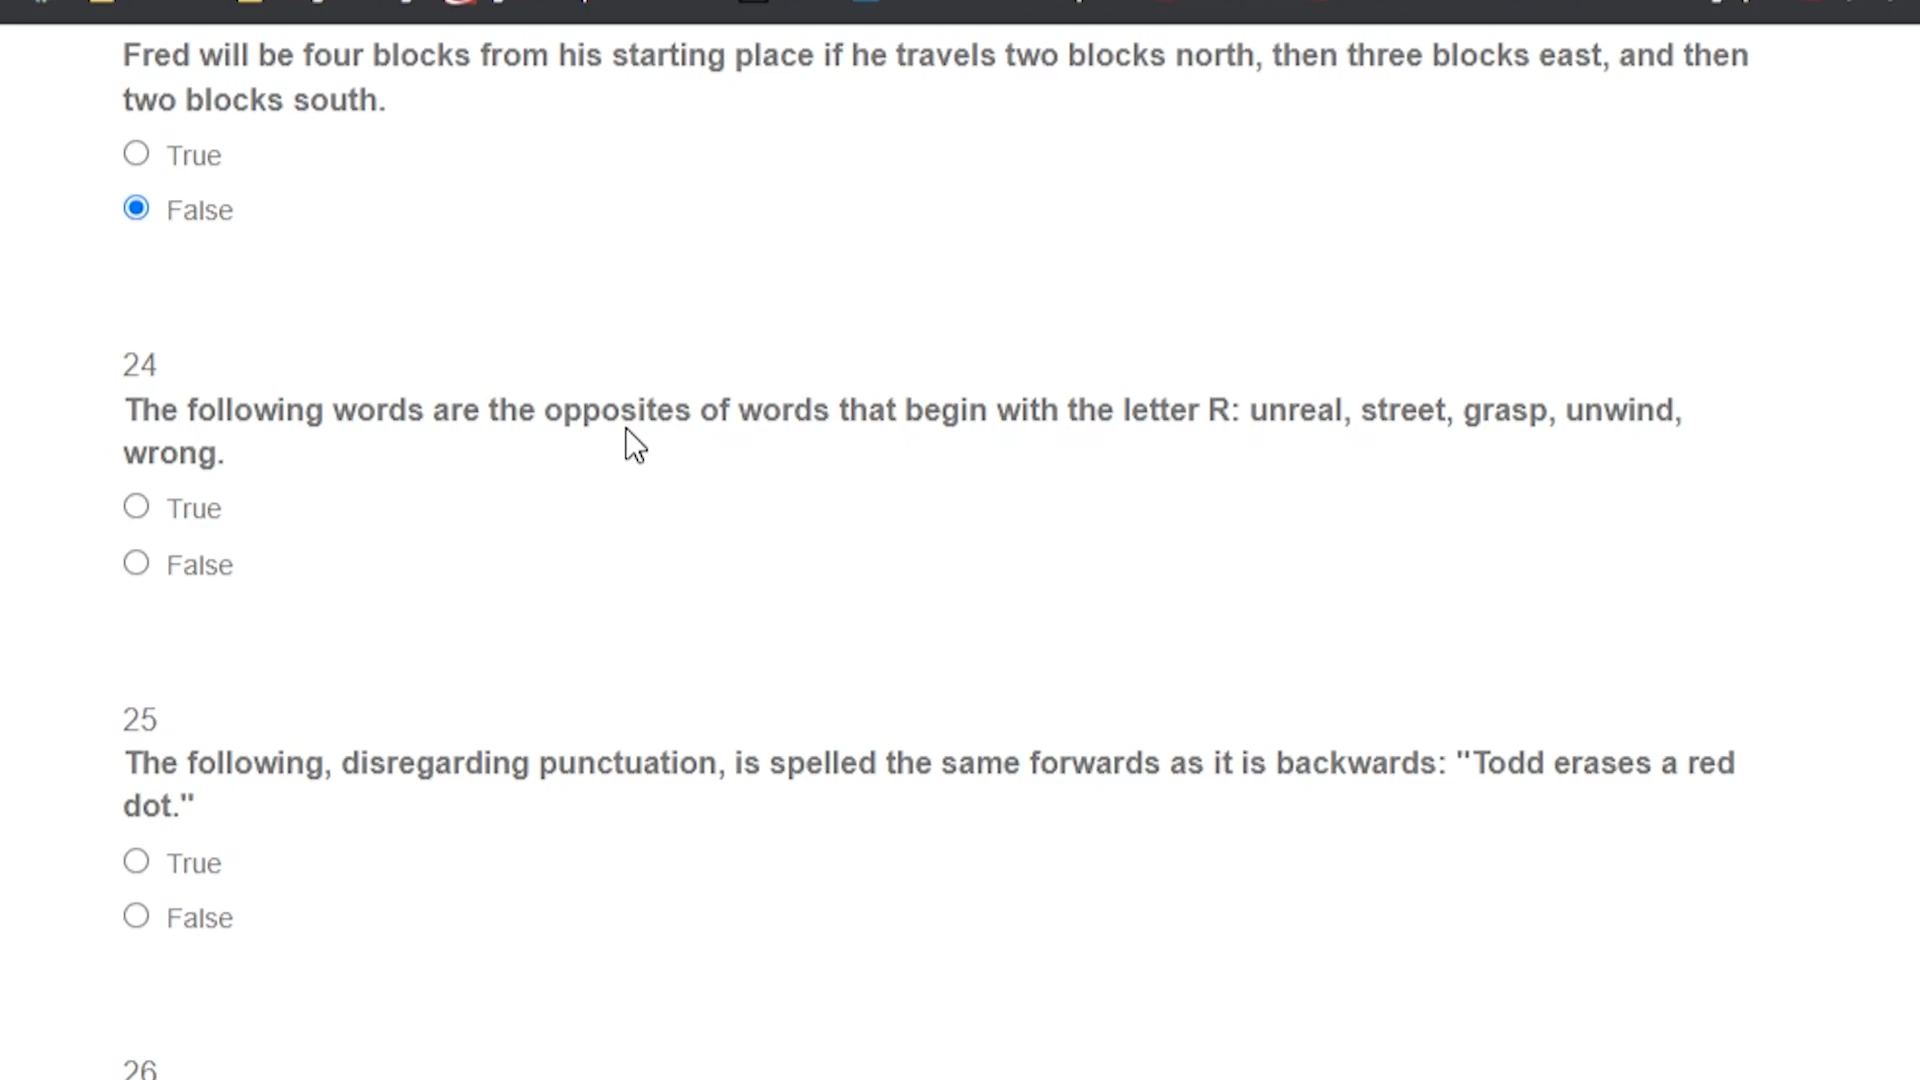 Fred will be four blocks from his starting place if he travels two blocks north, then three blocks east, and then
two blocks south.
True
False
24
The following words are the opposites of words that begin with the letter R: unreal, street, grasp, unwind,
wrong.
True
False
25
The following, disregarding punctuation, is spelled the same forwards as it is backwards: "Todd erases a red
dot."
True
False
26